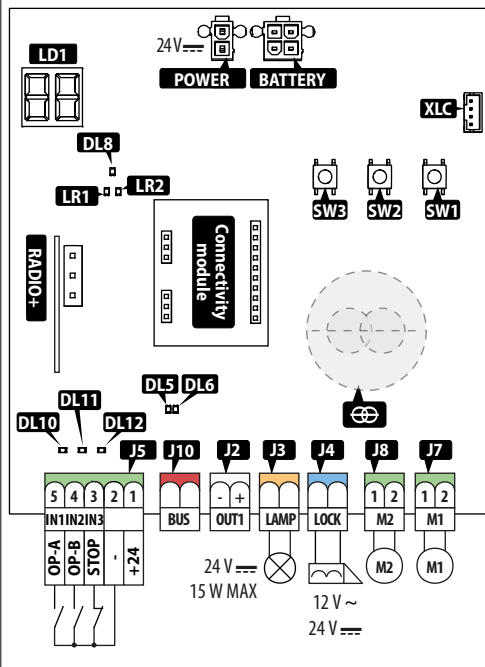 LD1
24 V
POWER
BATTERY
XLC
DL8
LR1
LR2
SW3
SW2
SW1
RADIO+
Connectivity
module
DL5
DL6
DL11
DL10
DL12
J5
J10
J2
J3
J4
J8
J7
5 4 3 2 1
- +
1 2
1 2
IN1 IN2 IN3
BUS
OUT1
LAMP
LOCK
M2
M1
OP-A
OP-B
STOP
-
+24
24 V
15 W MAX
12 V ~
24 V
M2
M1